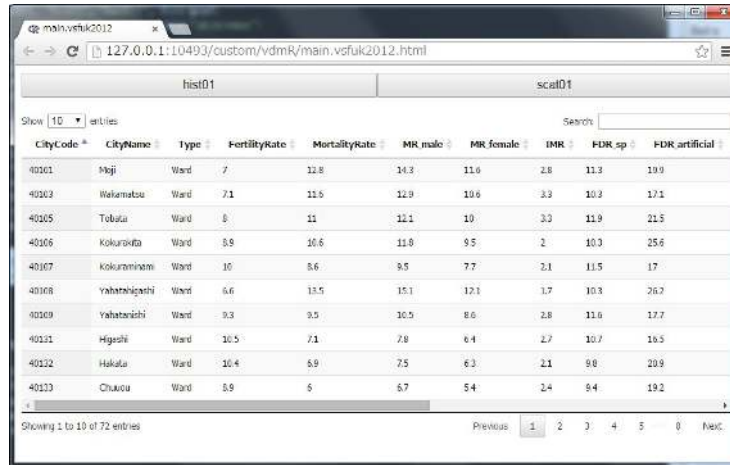 main.vsfuk2012
127.0.0.1:10493/custom/vdmR/main.vsfuk2012.html
hist01 scat01
Show 10 entries Search:
CityCode CityName Type FertilityRate MortalityRate MR_male MR_female IMR FDR_sp FDR_artificial
40101 Moji Ward 7 12.8 14.3 11.6 2.8 11.3 19.9
40103 Wakamatsu Ward 7.1 11.6 12.9 10.6 3.3 10.3 17.1
40105 Tobata Ward 8 11 12.1 10 3.3 11.9 21.5
40106 Kokurakita Ward 8.9 10.6 11.8 9.5 2 10.3 25.6
40107 Kokuraminami Ward 10 8.6 9.5 7.7 2.1 11.5 17
40108 Yahatahigashi Ward 6.6 13.5 15.1 12.1 1.7 10.3 26.2
40109 Yahatanishi Ward 9.3 9.5 10.5 8.6 2.8 11.6 17.7
40131 Higashi Ward 10.5 7.1 7.8 6.4 2.7 10.7 16.5
40132 Hakata Ward 10.4 6.9 7.5 6.3 2.1 9.8 20.9
40133 Chuuou Ward 8.9 6 6.7 5.4 2.4 9.4 19.2
Showing 1 to 10 of 72 entries Previous 1 2 3 4 5 … 8 Next